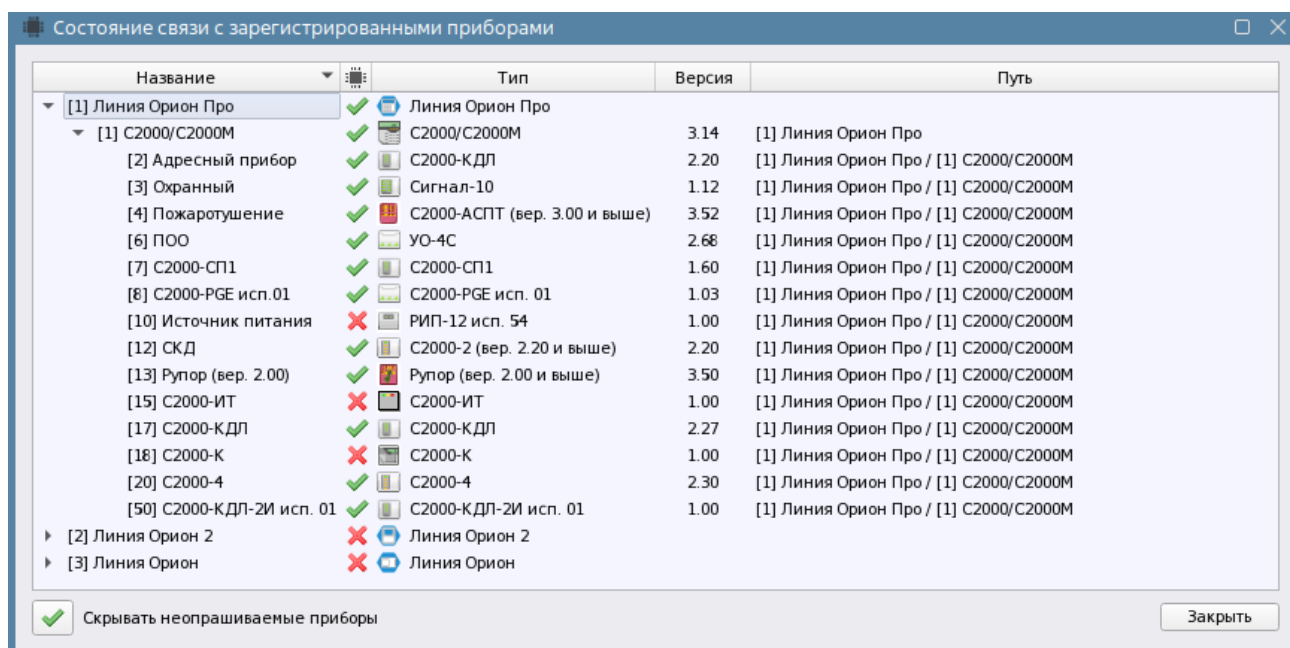 Состояние связи с зарегистрированными приборами
Название Тип Версия Путь
[1] Линия Орион Про Линия Орион Про
[1] С2000/С2000М С2000/С2000М 3.14 [1] Линия Орион Про
[2] Адресный прибор С2000-КДЛ 2.20 [1] Линия Орион Про / [1] С2000/С2000М
[3] Охранный Сигнал-10 1.12 [1] Линия Орион Про / [1] С2000/С2000М
[4] Пожаротушение С2000-АСПТ (вер. 3.00 и выше) 3.52 [1] Линия Орион Про / [1] С2000/С2000М
[6] ПОО УО-4С 2.68 [1] Линия Орион Про / [1] С2000/С2000М
[7] С2000-СП1 С2000-СП1 1.60 [1] Линия Орион Про / [1] С2000/С2000М
[8] С2000-PGE исп.01 С2000-PGE исп. 01 1.03 [1] Линия Орион Про / [1] С2000/С2000М
[10] Источник питания РИП-12 исп. 54 1.00 [1] Линия Орион Про / [1] С2000/С2000М
[12] СКД С2000-2 (вер. 2.20 и выше) 2.20 [1] Линия Орион Про / [1] С2000/С2000М
[13] Рупор (вер. 2.00) Рупор (вер. 2.00 и выше) 3.50 [1] Линия Орион Про / [1] С2000/С2000М
[15] С2000-ИТ С2000-ИТ 1.00 [1] Линия Орион Про / [1] С2000/С2000М
[17] С2000-КДЛ С2000-КДЛ 2.27 [1] Линия Орион Про / [1] С2000/С2000М
[18] С2000-К С2000-К 1.00 [1] Линия Орион Про / [1] С2000/С2000М
[20] С2000-4 С2000-4 2.30 [1] Линия Орион Про / [1] С2000/С2000М
[50] С2000-КДЛ-2И исп. 01 С2000-КДЛ-2И исп. 01 1.00 [1] Линия Орион Про / [1] С2000/С2000М
[2] Линия Орион 2 Линия Орион 2
[3] Линия Орион Линия Орион
Скрывать неопрашиваемые приборы Закрыть